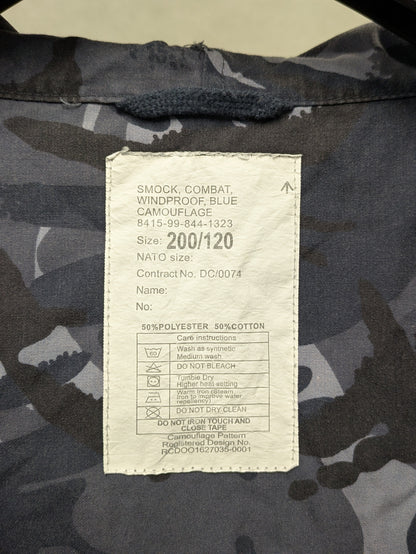 SMOCK, COMBAT,
WINDPROOF, BLUE
CAMOUFLAGE
8415-99-844-1323
Size: 200/120
NATO size:
Contract No. DC/0074
Name:
No:
50%POLYESTER 50%COTTON
Care instructions
60
Wash as synthetic
Medium wash
DO NOT BLEACH
Tumble Dry
Higher heat setting
Warm Iron (steam
Iron to improve water
repellency)
DO NOT DRY CLEAN
DO NOT IRON TOUCH AND
CLOSE TAPE
Camouflage Pattern
Registered Design No.
RCDOO1627035-0001